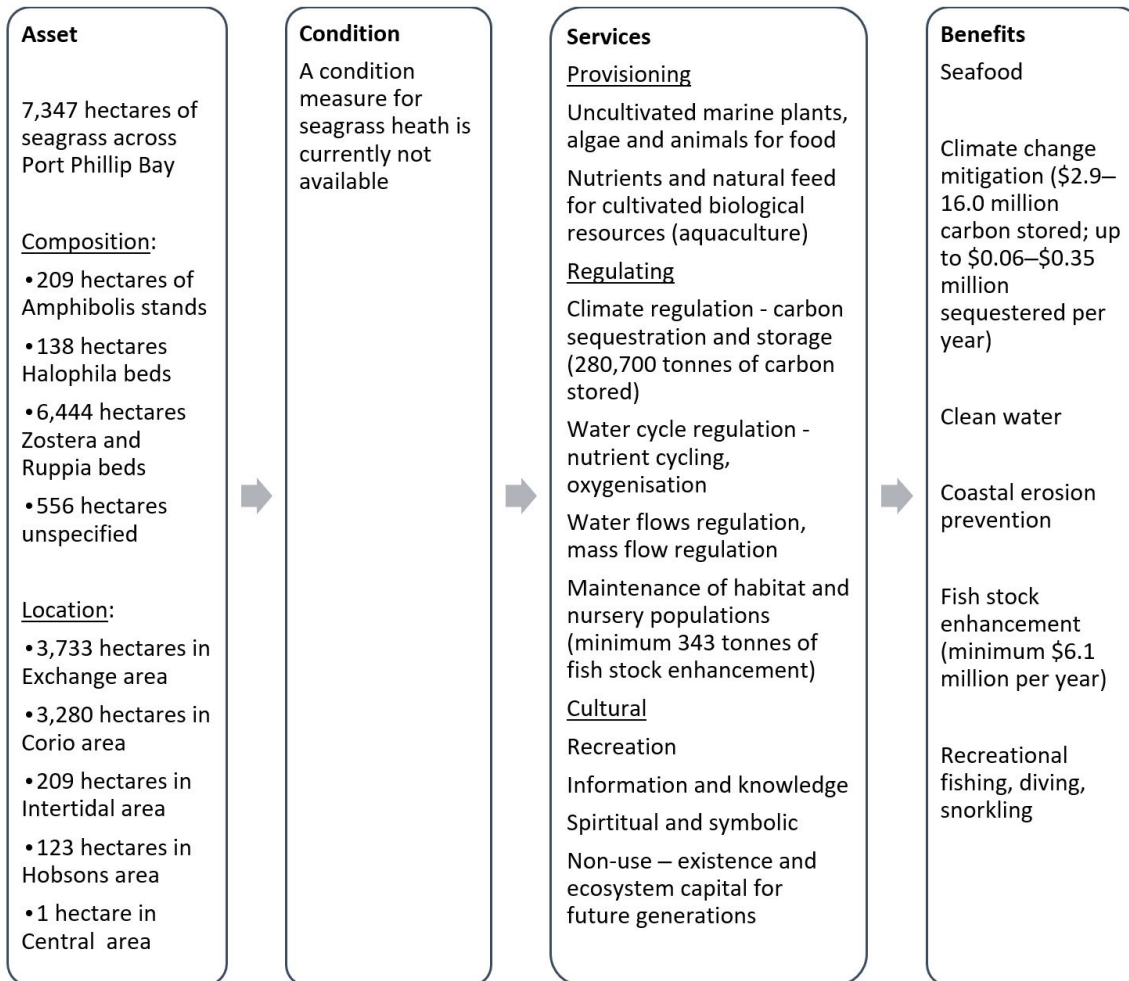 Asset
7,347 hectares of
seagrass across
Port Phillip Bay
Composition:
•209 hectares of
Amphibolis stands
•138 hectares
Halophila beds
•6,444 hectares
Zostera and
Ruppia beds
•556 hectares
unspecified
Location:
•3,733 hectares in
Exchange area
•3,280 hectares in
Corio area
•209 hectares in
Intertidal area
•123 hectares in
Hobsons area
•1 hectare in
Central area
Condition
A condition
measure for
seagrass heath is
currently not
available
Services
Provisioning
Uncultivated marine plants,
algae and animals for food
Nutrients and natural feed
for cultivated biological
resources (aquaculture)
Regulating
Climate regulation - carbon
sequestration and storage
(280,700 tonnes of carbon
stored)
Water cycle regulation -
nutrient cycling,
oxygenisation
Water flows regulation,
mass flow regulation
Maintenance of habitat and
nursery populations
(minimum 343 tonnes of
fish stock enhancement)
Cultural
Recreation
Information and knowledge
Spirtitual and symbolic
Non-use – existence and
ecosystem capital for
future generations
Benefits
Seafood
Climate change
mitigation ($2.9–
16.0 million
carbon stored; up
to $0.06–$0.35
million
sequestered per
year)
Clean water
Coastal erosion
prevention
Fish stock
enhancement
(minimum $6.1
million per year)
Recreational
fishing, diving,
snorkling